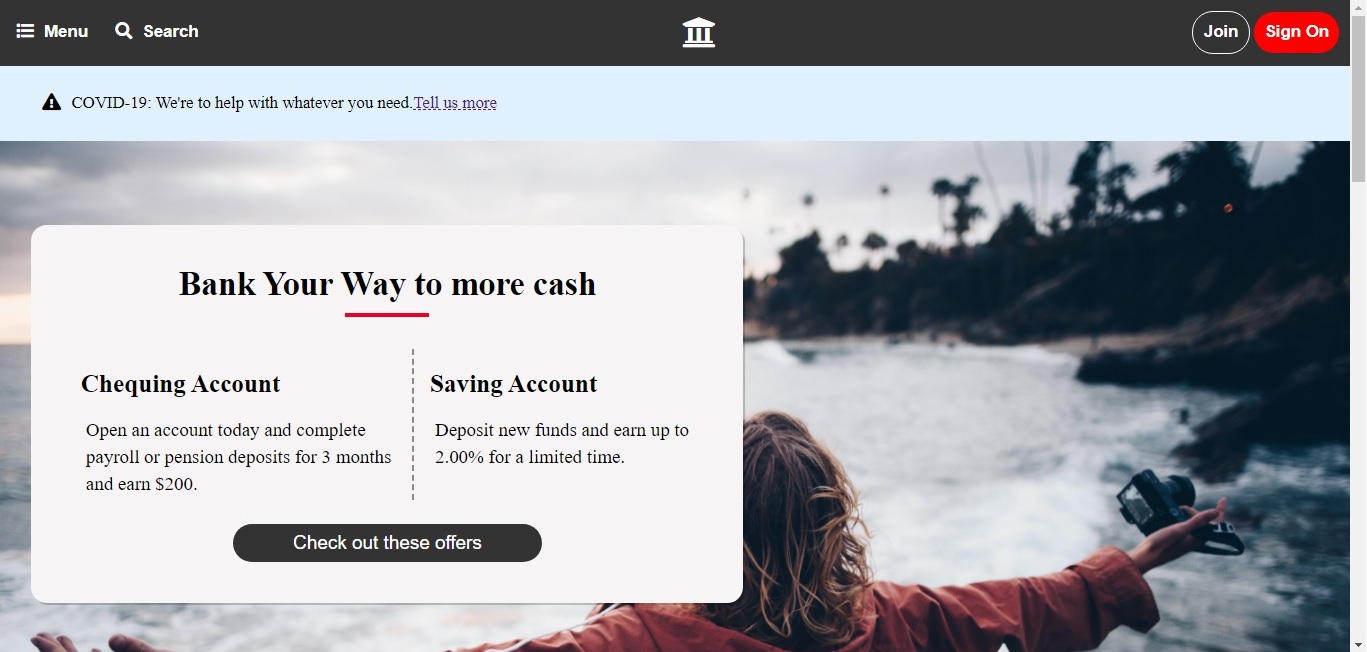 Menu Search Join Sign On
COVID-19: We're to help with whatever you need.Tell us more
Bank Your Way to more cash
Chequing Account
Open an account today and complete
payroll or pension deposits for 3 months
and earn $200.
Saving Account
Deposit new funds and earn up to
2.00% for a limited time.
Check out these offers